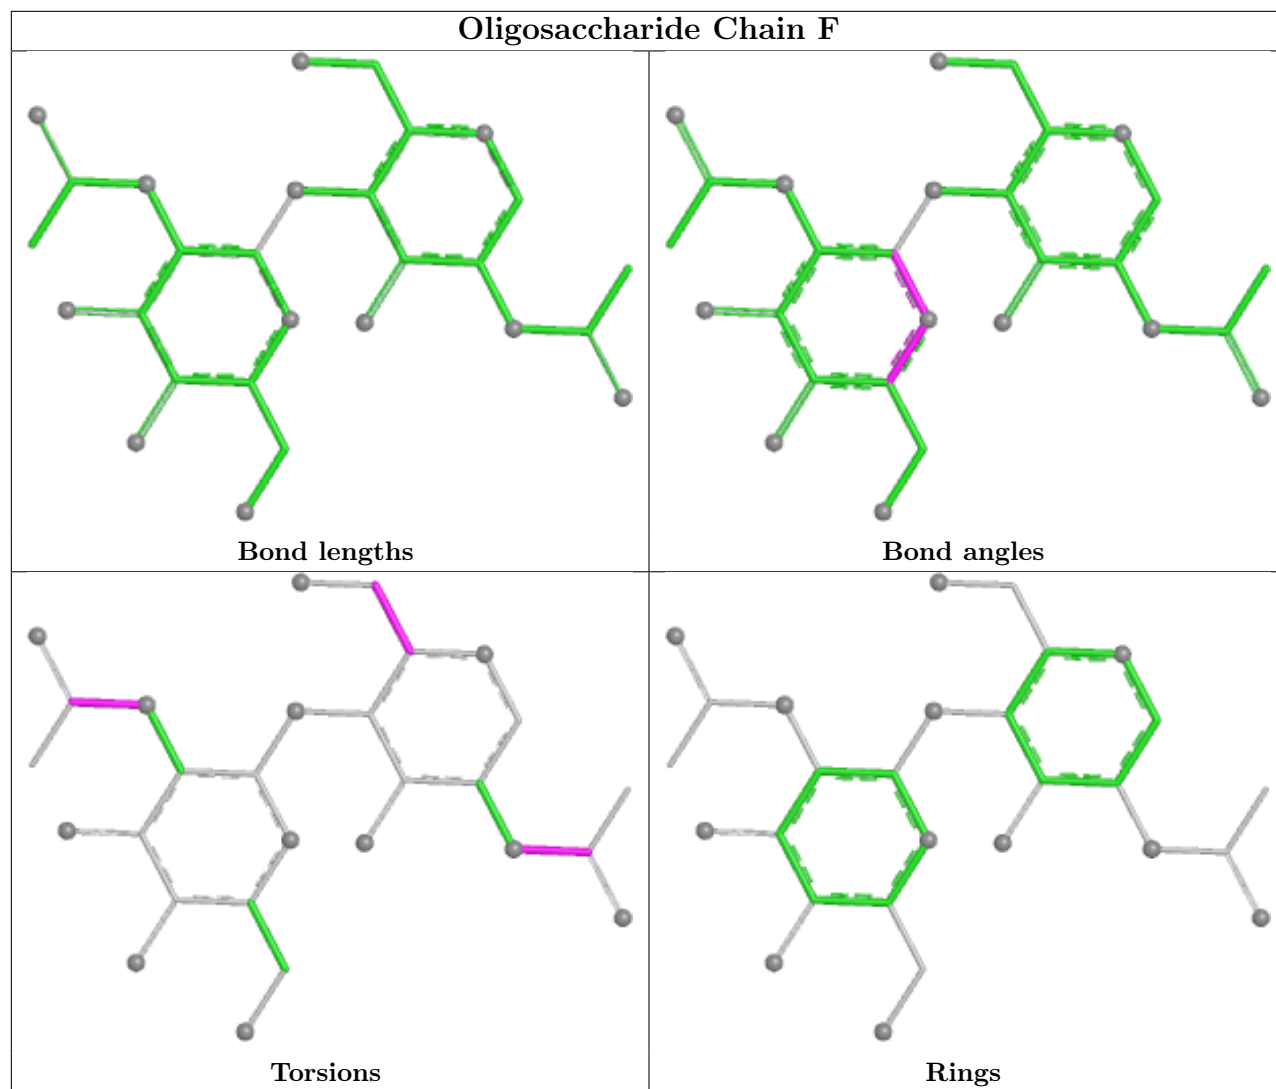 Oligosaccharide Chain F
Bond lengths
Bond angles
Torsions
Rings